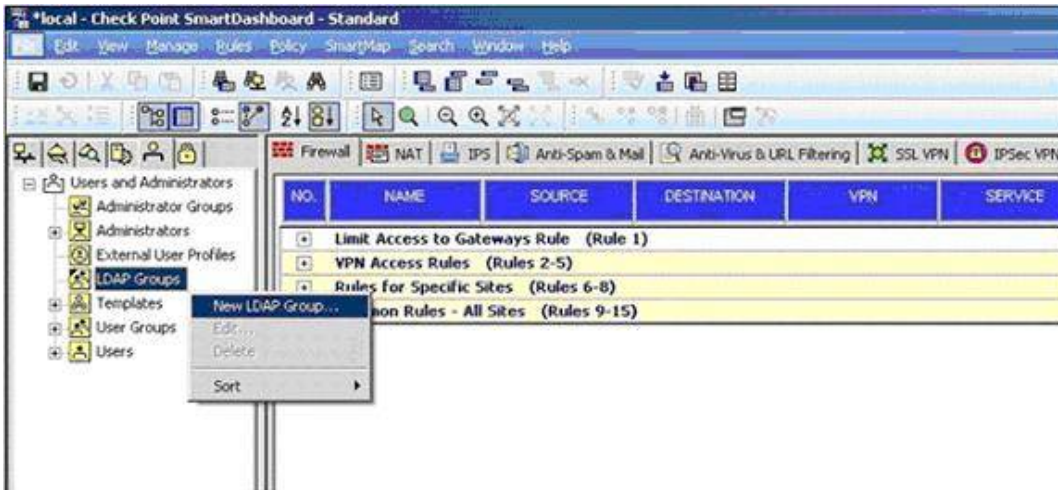 *local - Check Point SmartDashboard - Standard
File Edit View Manage Rules Policy SmartMap Search Window Help
Firewall NAT IPS Anti-Spam & Mail Anti-Virus & URL Filtering SSL VPN IPSec VPN
Users and Administrators
Administrator Groups
Administrators
External User Profiles
LDAP Groups
Templates
User Groups
Users
New LDAP Group...
Edit...
Delete
Sort
NO. NAME SOURCE DESTINATION VPN SERVICE
Limit Access to Gateways Rule (Rule 1)
VPN Access Rules (Rules 2-5)
Rules for Specific Sites (Rules 6-8)
mon Rules - All Sites (Rules 9-15)